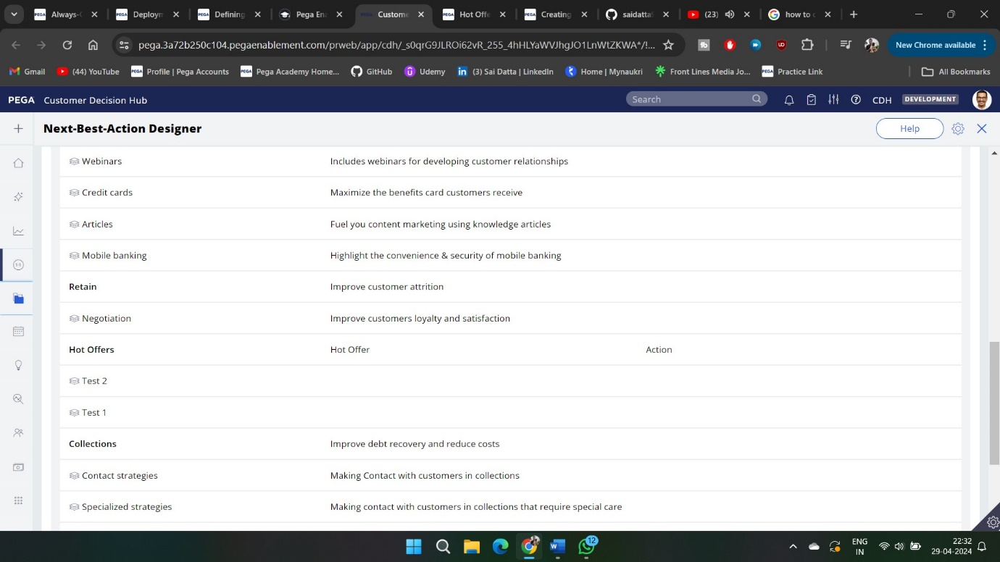 Always-
Deployn
Defining
Pega En
Custome
Hot Offe
Creating
saidatta
(23)
how to
pega.3a72b250c104.pegaenablement.com/prweb/app/cdh/_s0qrG9JLROi62vR_255_4hHLYaWVJhgJO1LnWtZKWA*/!...
New Chrome available
Gmail
(44) YouTube
Profile | Pega Accounts
Pega Academy Home...
GitHub
Udemy
(3) Sai Datta | LinkedIn
Home | Mynaukri
Front Lines Media Jo...
Practice Link
All Bookmarks
PEGA Customer Decision Hub
Search
CDH
DEVELOPMENT
Next-Best-Action Designer
Help
Webinars Includes webinars for developing customer relationships
Credit cards Maximize the benefits card customers receive
Articles Fuel you content marketing using knowledge articles
Mobile banking Highlight the convenience & security of mobile banking
Retain Improve customer attrition
Negotiation Improve customers loyalty and satisfaction
Hot Offers Hot Offer Action
Test 2
Test 1
Collections Improve debt recovery and reduce costs
Contact strategies Making Contact with customers in collections
Specialized strategies Making contact with customers in collections that require special care
12
ENG
IN
22:32
29-04-2024